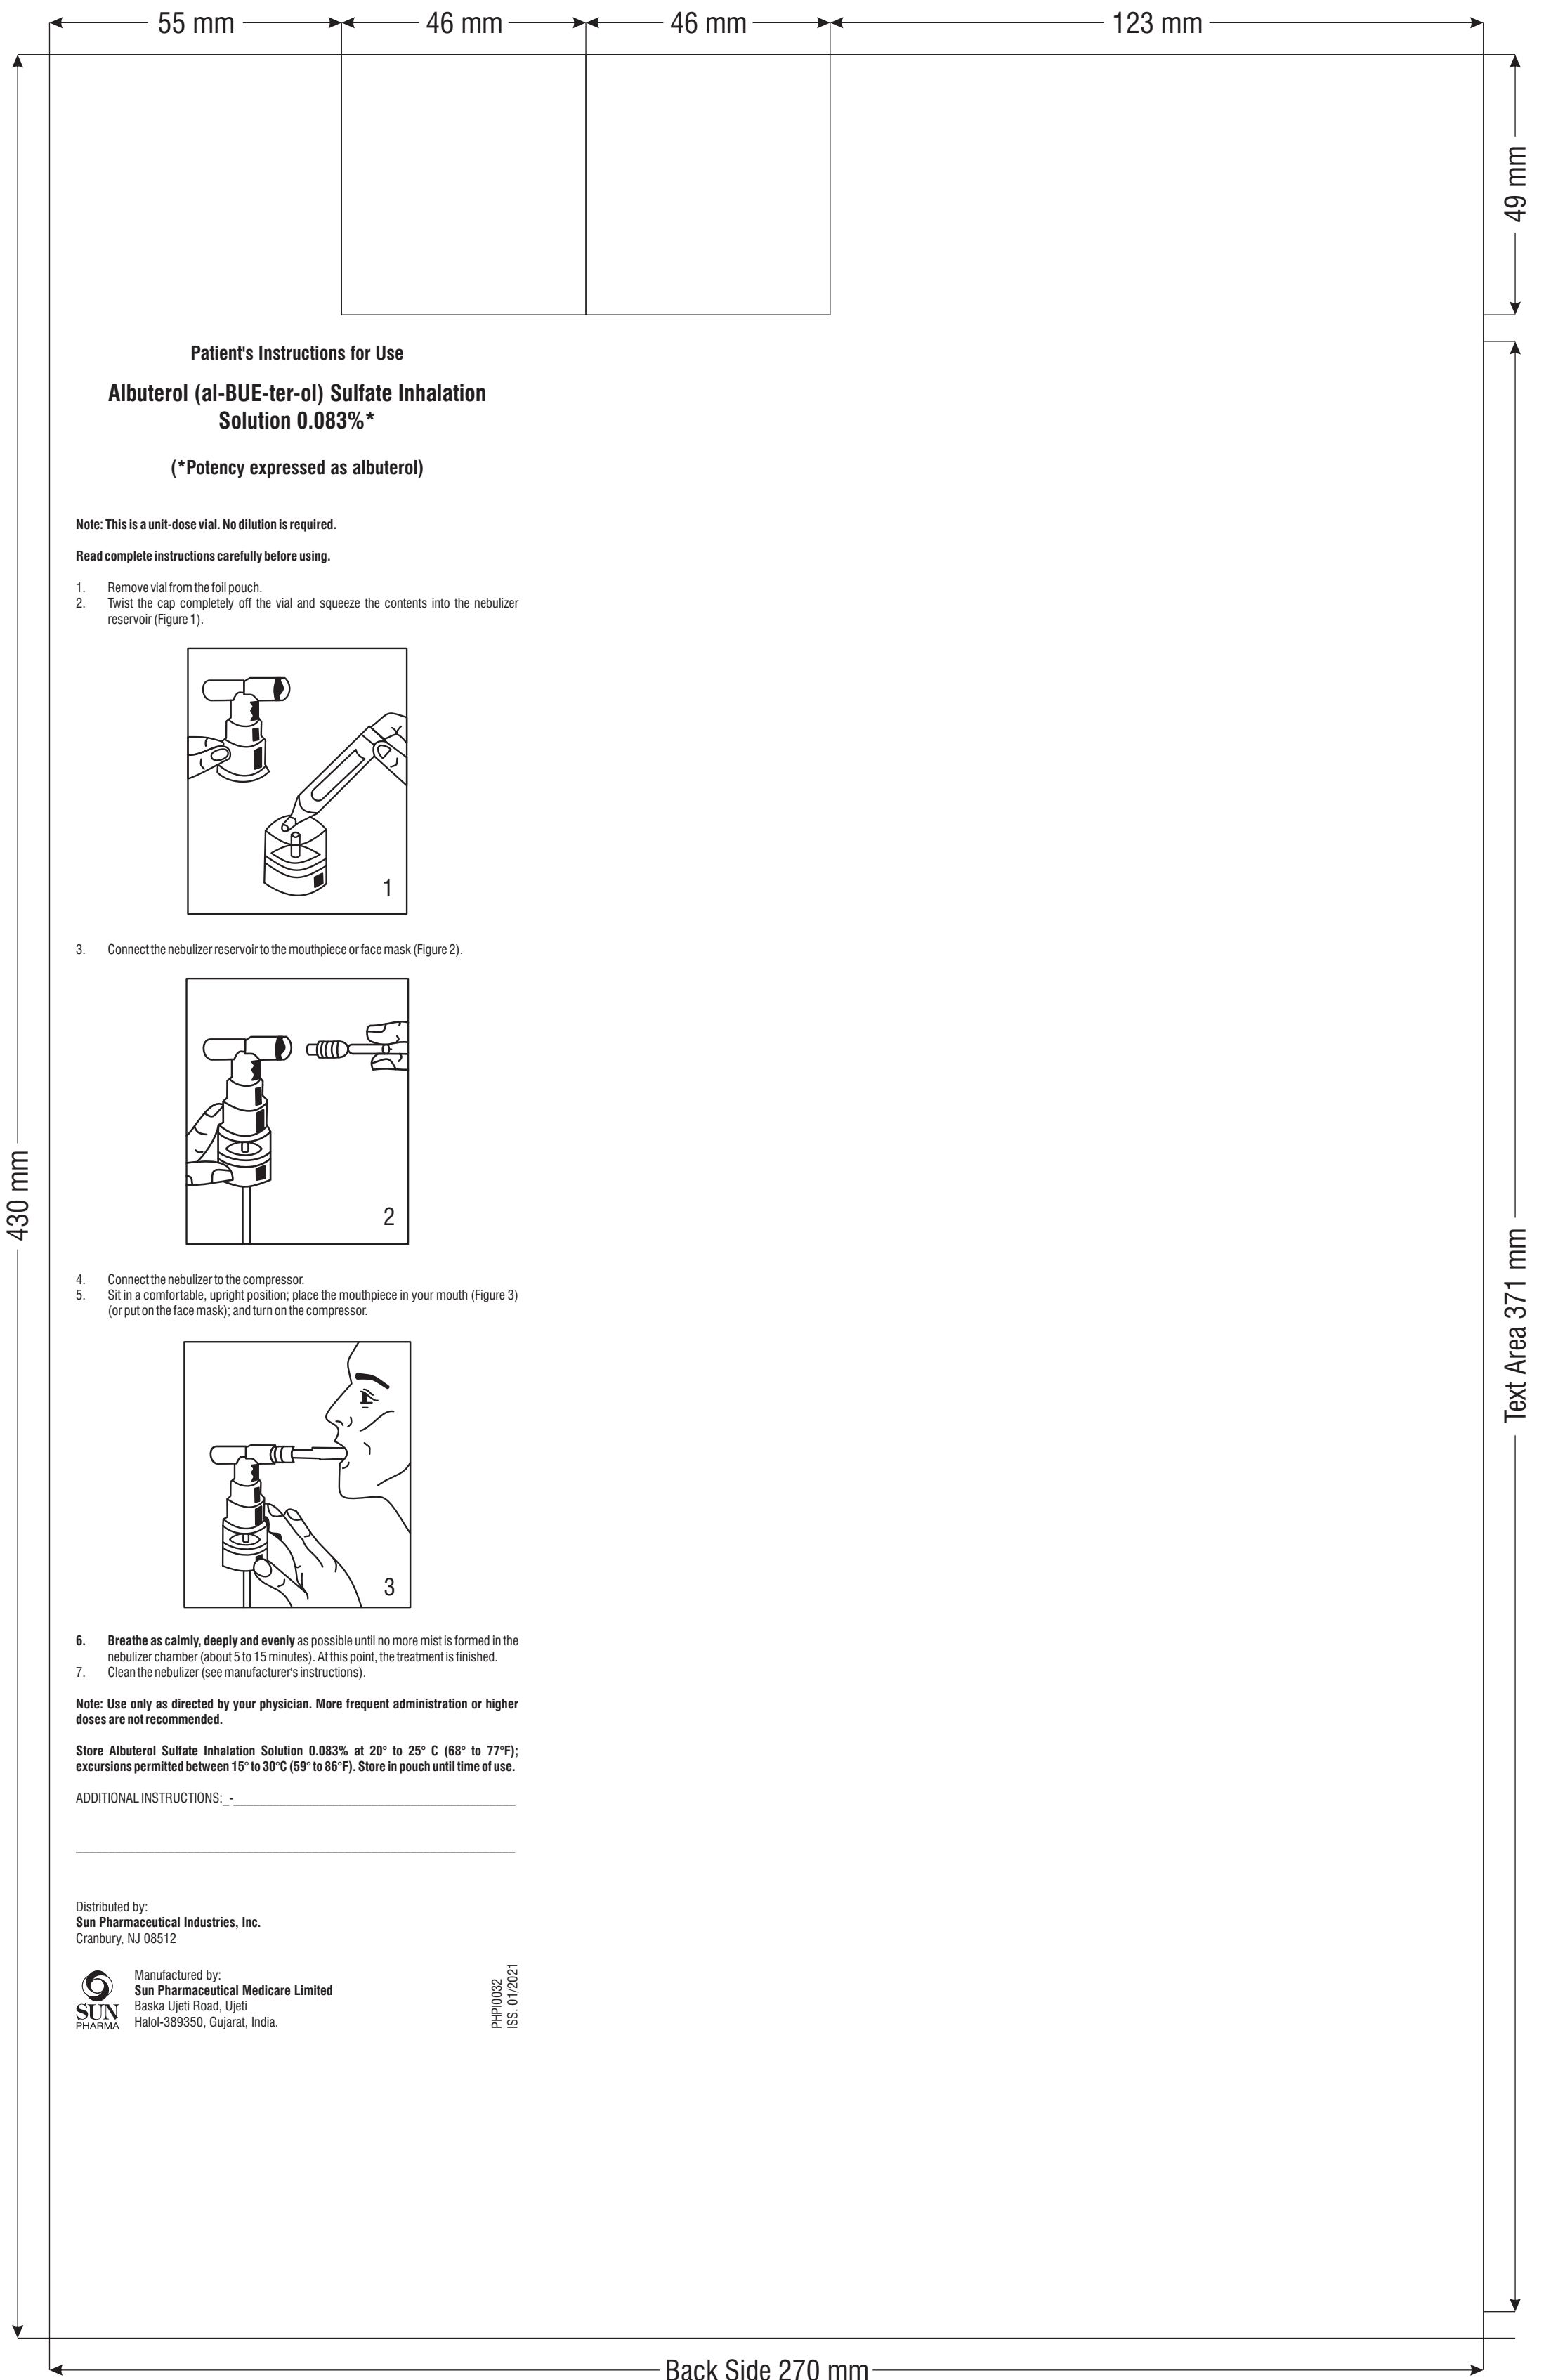 55 mm
46 mm
46 mm
123 mm
49 mm
Patient's Instructions for Use
Albuterol (al-BUE-ter-ol) Sulfate Inhalation
Solution 0.083%*
(*Potency expressed as albuterol)
Note: This is a unit-dose vial. No dilution is required.
Read complete instructions carefully before using.
1. Remove vial from the foil pouch.
2. Twist the cap completely off the vial and squeeze the contents into the nebulizer
reservoir (Figure 1).
1
3. Connect the nebulizer reservoir to the mouthpiece or face mask (Figure 2).
2
430 mm
Text Area 371 mm
4. Connect the nebulizer to the compressor.
5. Sit in a comfortable, upright position; place the mouthpiece in your mouth (Figure 3)
(or put on the face mask); and turn on the compressor.
3
6. Breathe as calmly, deeply and evenly as possible until no more mist is formed in the
nebulizer chamber (about 5 to 15 minutes). At this point, the treatment is finished.
7. Clean the nebulizer (see manufacturer's instructions).
Note: Use only as directed by your physician. More frequent administration or higher
doses are not recommended.
Store Albuterol Sulfate Inhalation Solution 0.083% at 20° to 25° C (68° to 77°F);
excursions permitted between 15° to 30°C (59° to 86°F). Store in pouch until time of use.
ADDITIONAL INSTRUCTIONS:_-________________________________________
______________________________________________________________
Distributed by:
Sun Pharmaceutical Industries, Inc.
Cranbury, NJ 08512
SUN
PHARMA
Manufactured by:
Sun Pharmaceutical Medicare Limited
Baska Ujeti Road, Ujeti
Halol-389350, Gujarat, India.
PHPI0032
ISS. 01/2021
Back Side 270 mm